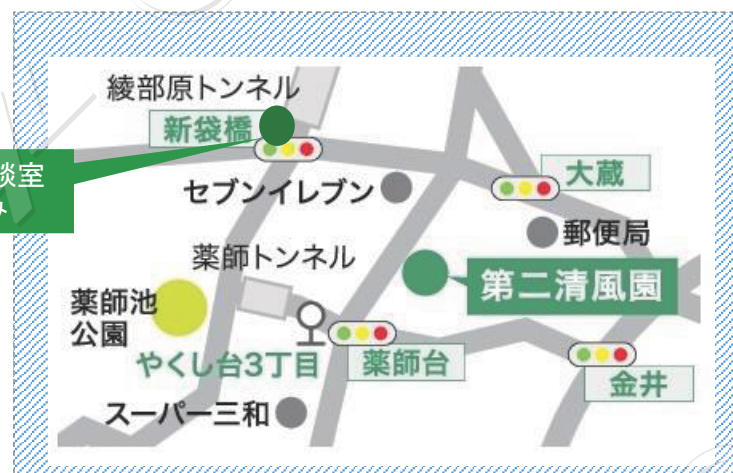 綾部原トンネル
新袋橋
談室
セブンイレブン
大蔵
郵便局
薬師トンネル
第二清風園
薬師池
公園
やくし台3丁目
薬師台
金井
スーパー三和